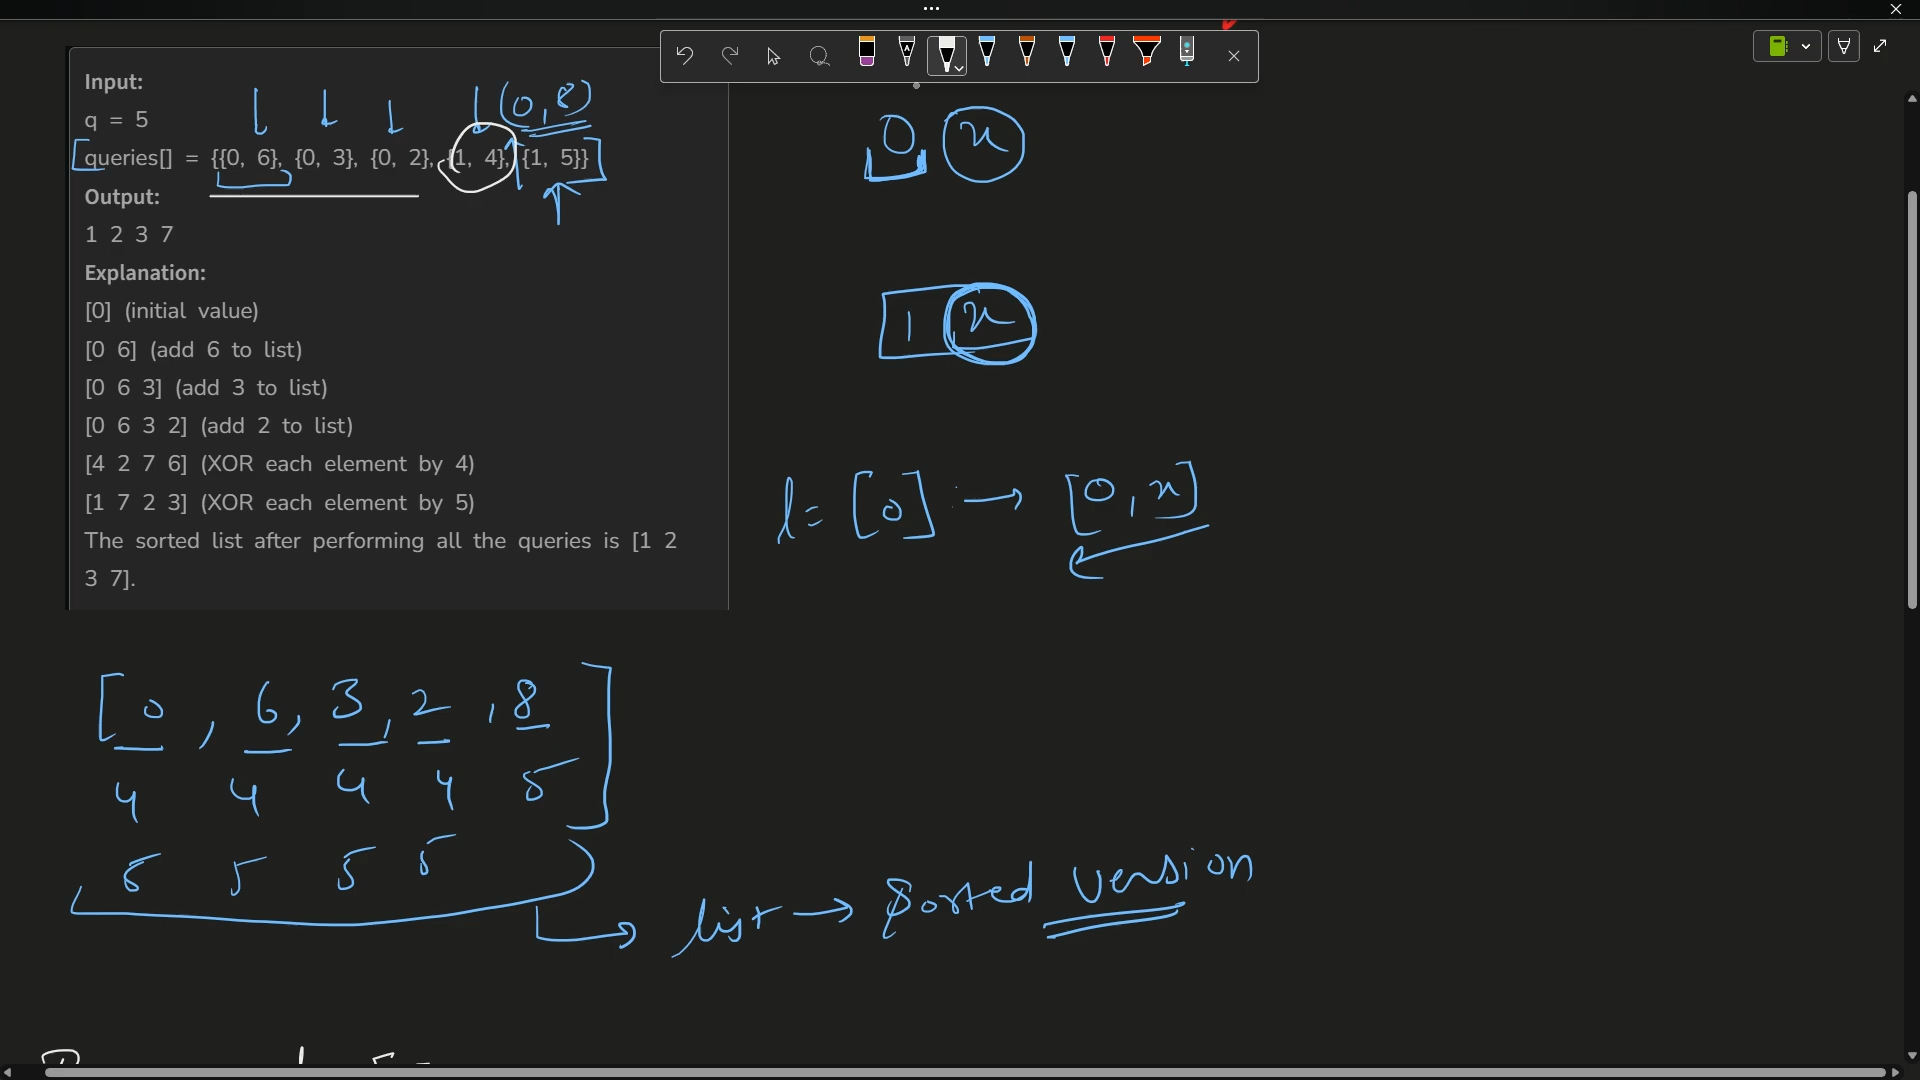 Input:
(0,8)
q = 5
queries[] = {{0, 6}, {0, 3}, {0, 2}, {1, 4}, {1, 5}}
Output:
1 2 3 7
Explanation:
[0] (initial value)
[0 6] (add 6 to list)
[0 6 3] (add 3 to list)
[0 6 3 2] (add 2 to list)
[4 2 7 6] (XOR each element by 4)
[1 7 2 3] (XOR each element by 5)
The sorted list after performing all the queries is [1 2
3 7].
0 x
1 x
l = [0] → [0, x]
[0, 6, 3, 2, 8]
4 4 4 4 5
5 5 5 5
list → Sorted Version